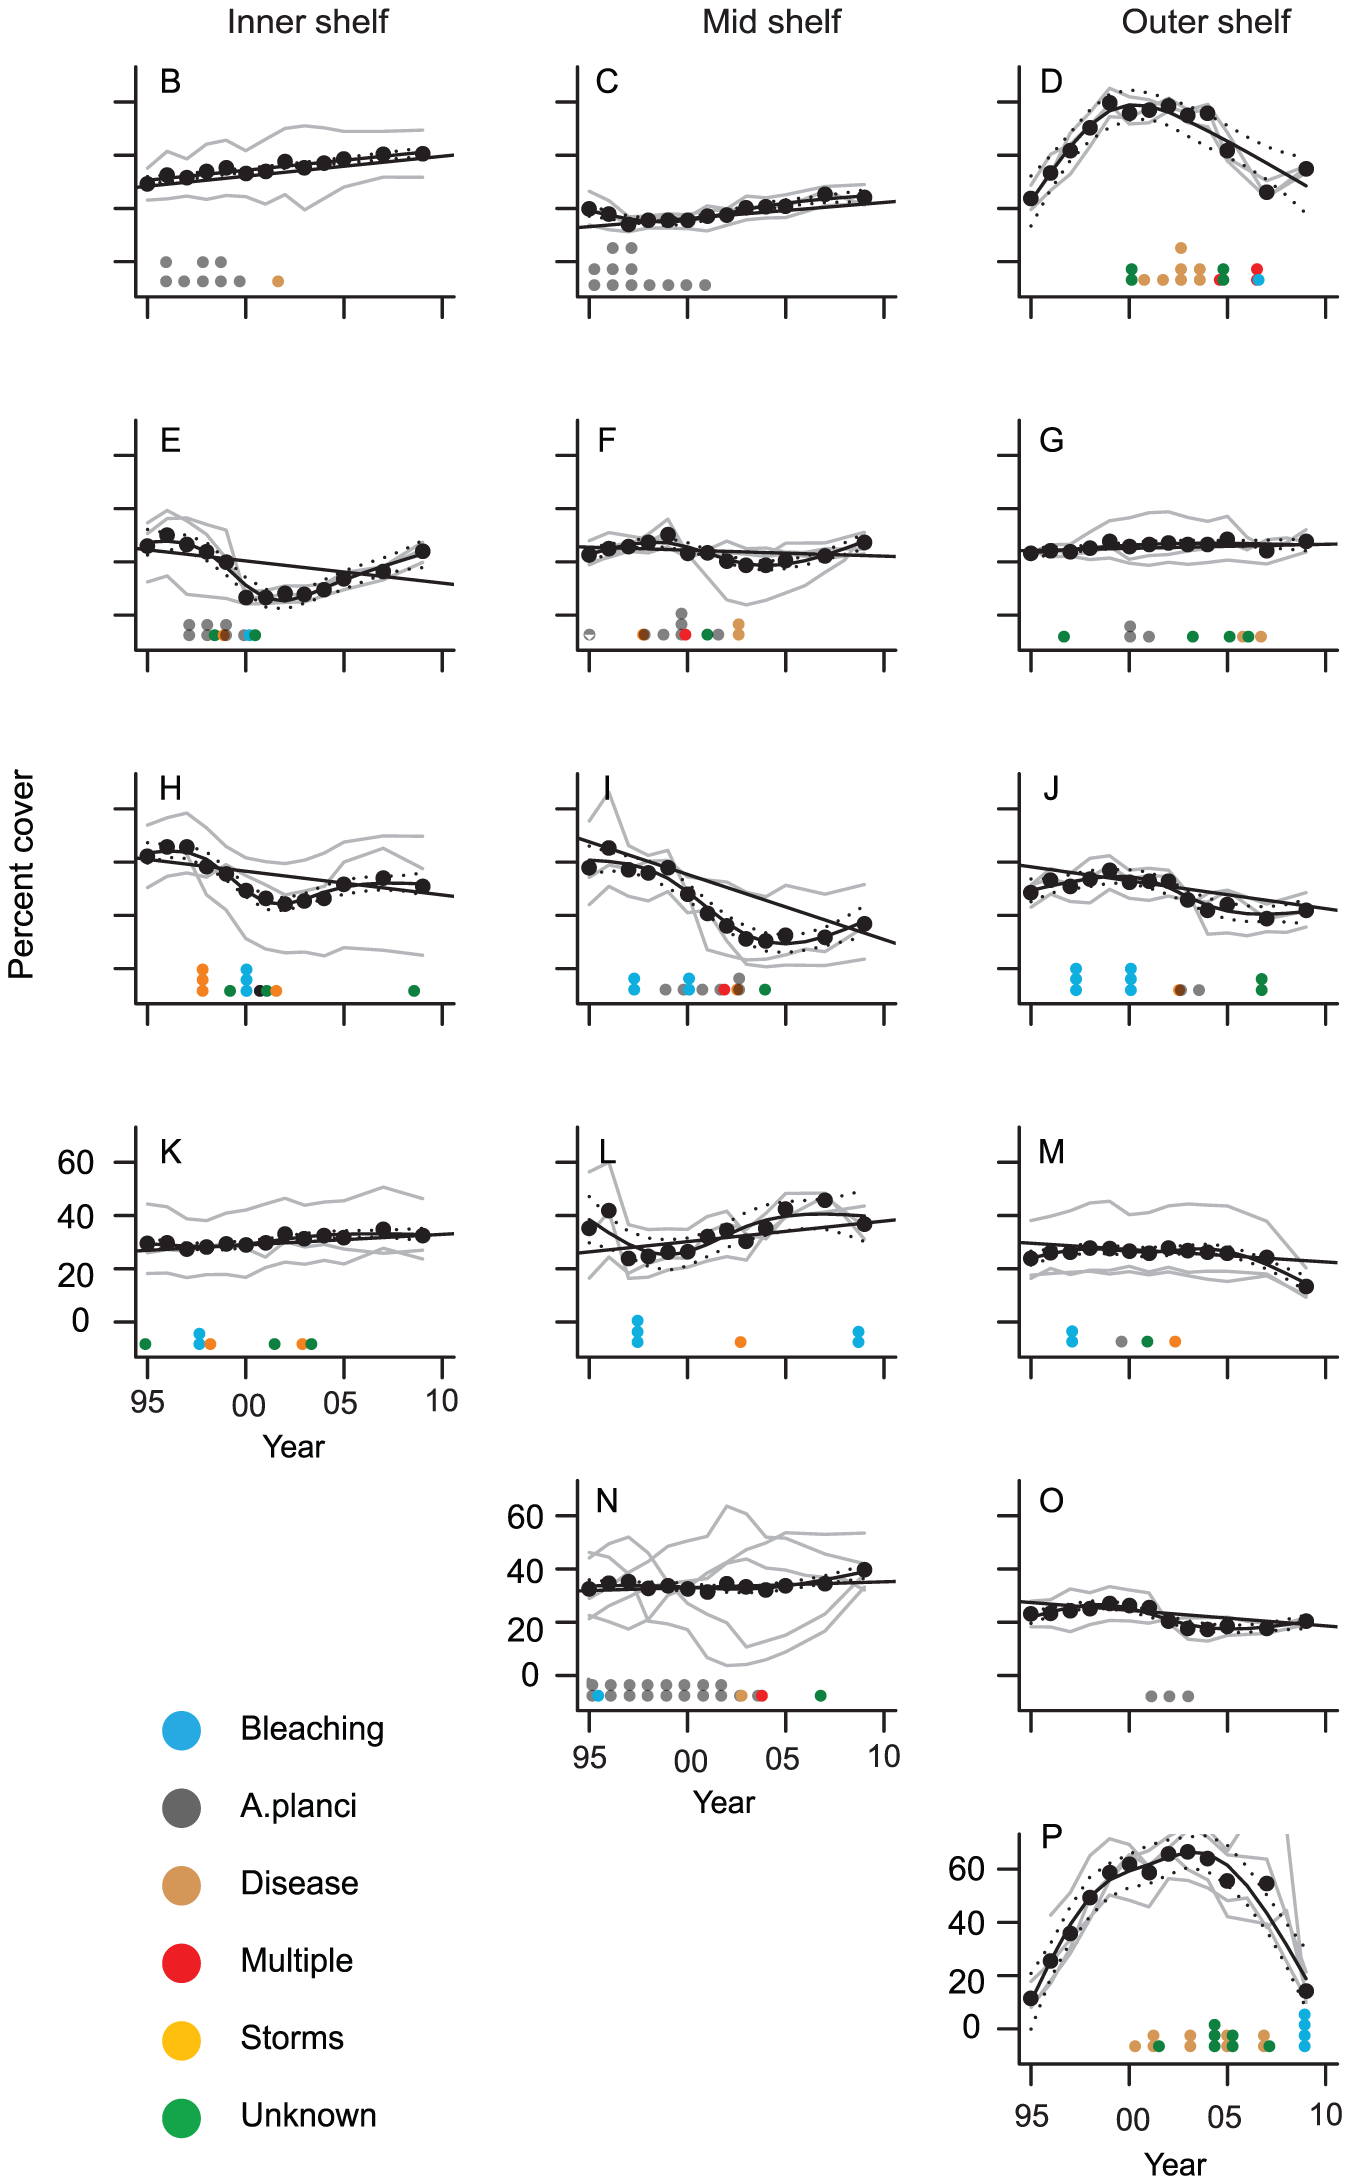 Inner shelf Mid shelf Outer shelf
B C D
E F G
Percent cover
H I J
K L M
60
40
20
0
95 00 05 10
Year
N O
60
40
20
0
95 00 05 10
Year
Bleaching
A.planci
Disease
Multiple
Storms
Unknown
P
60
40
20
0
95 00 05 10
Year